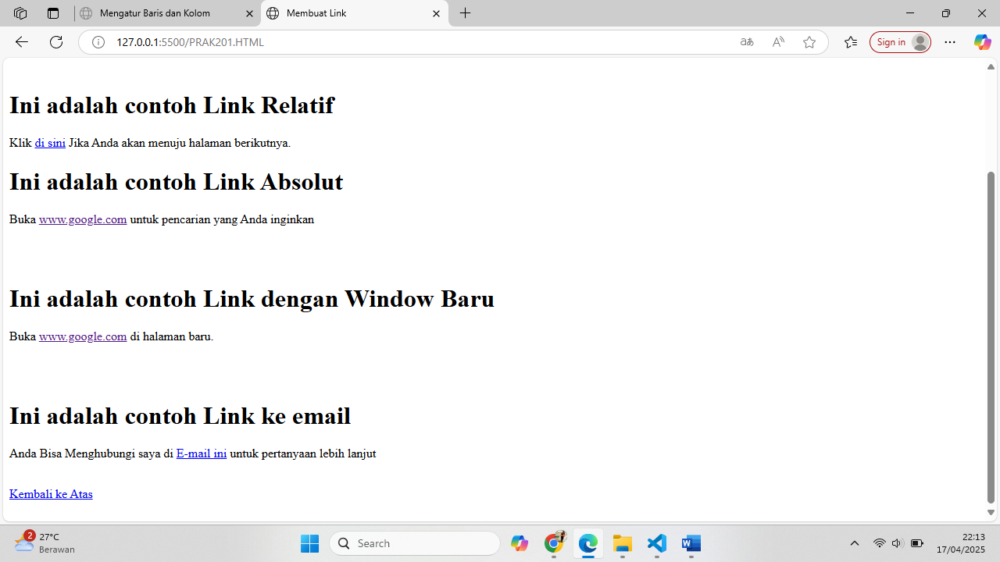 Mengatur Baris dan Kolom
Membuat Link
127.0.0.1:5500/PRAK201.HTML
Sign in
Ini adalah contoh Link Relatif
Klik di sini Jika Anda akan menuju halaman berikutnya.
Ini adalah contoh Link Absolut
Buka www.google.com untuk pencarian yang Anda inginkan
Ini adalah contoh Link dengan Window Baru
Buka www.google.com di halaman baru.
Ini adalah contoh Link ke email
Anda Bisa Menghubungi saya di E-mail ini untuk pertanyaan lebih lanjut
Kembali ke Atas
2
27°C
Berawan
Search
22:13
17/04/2025